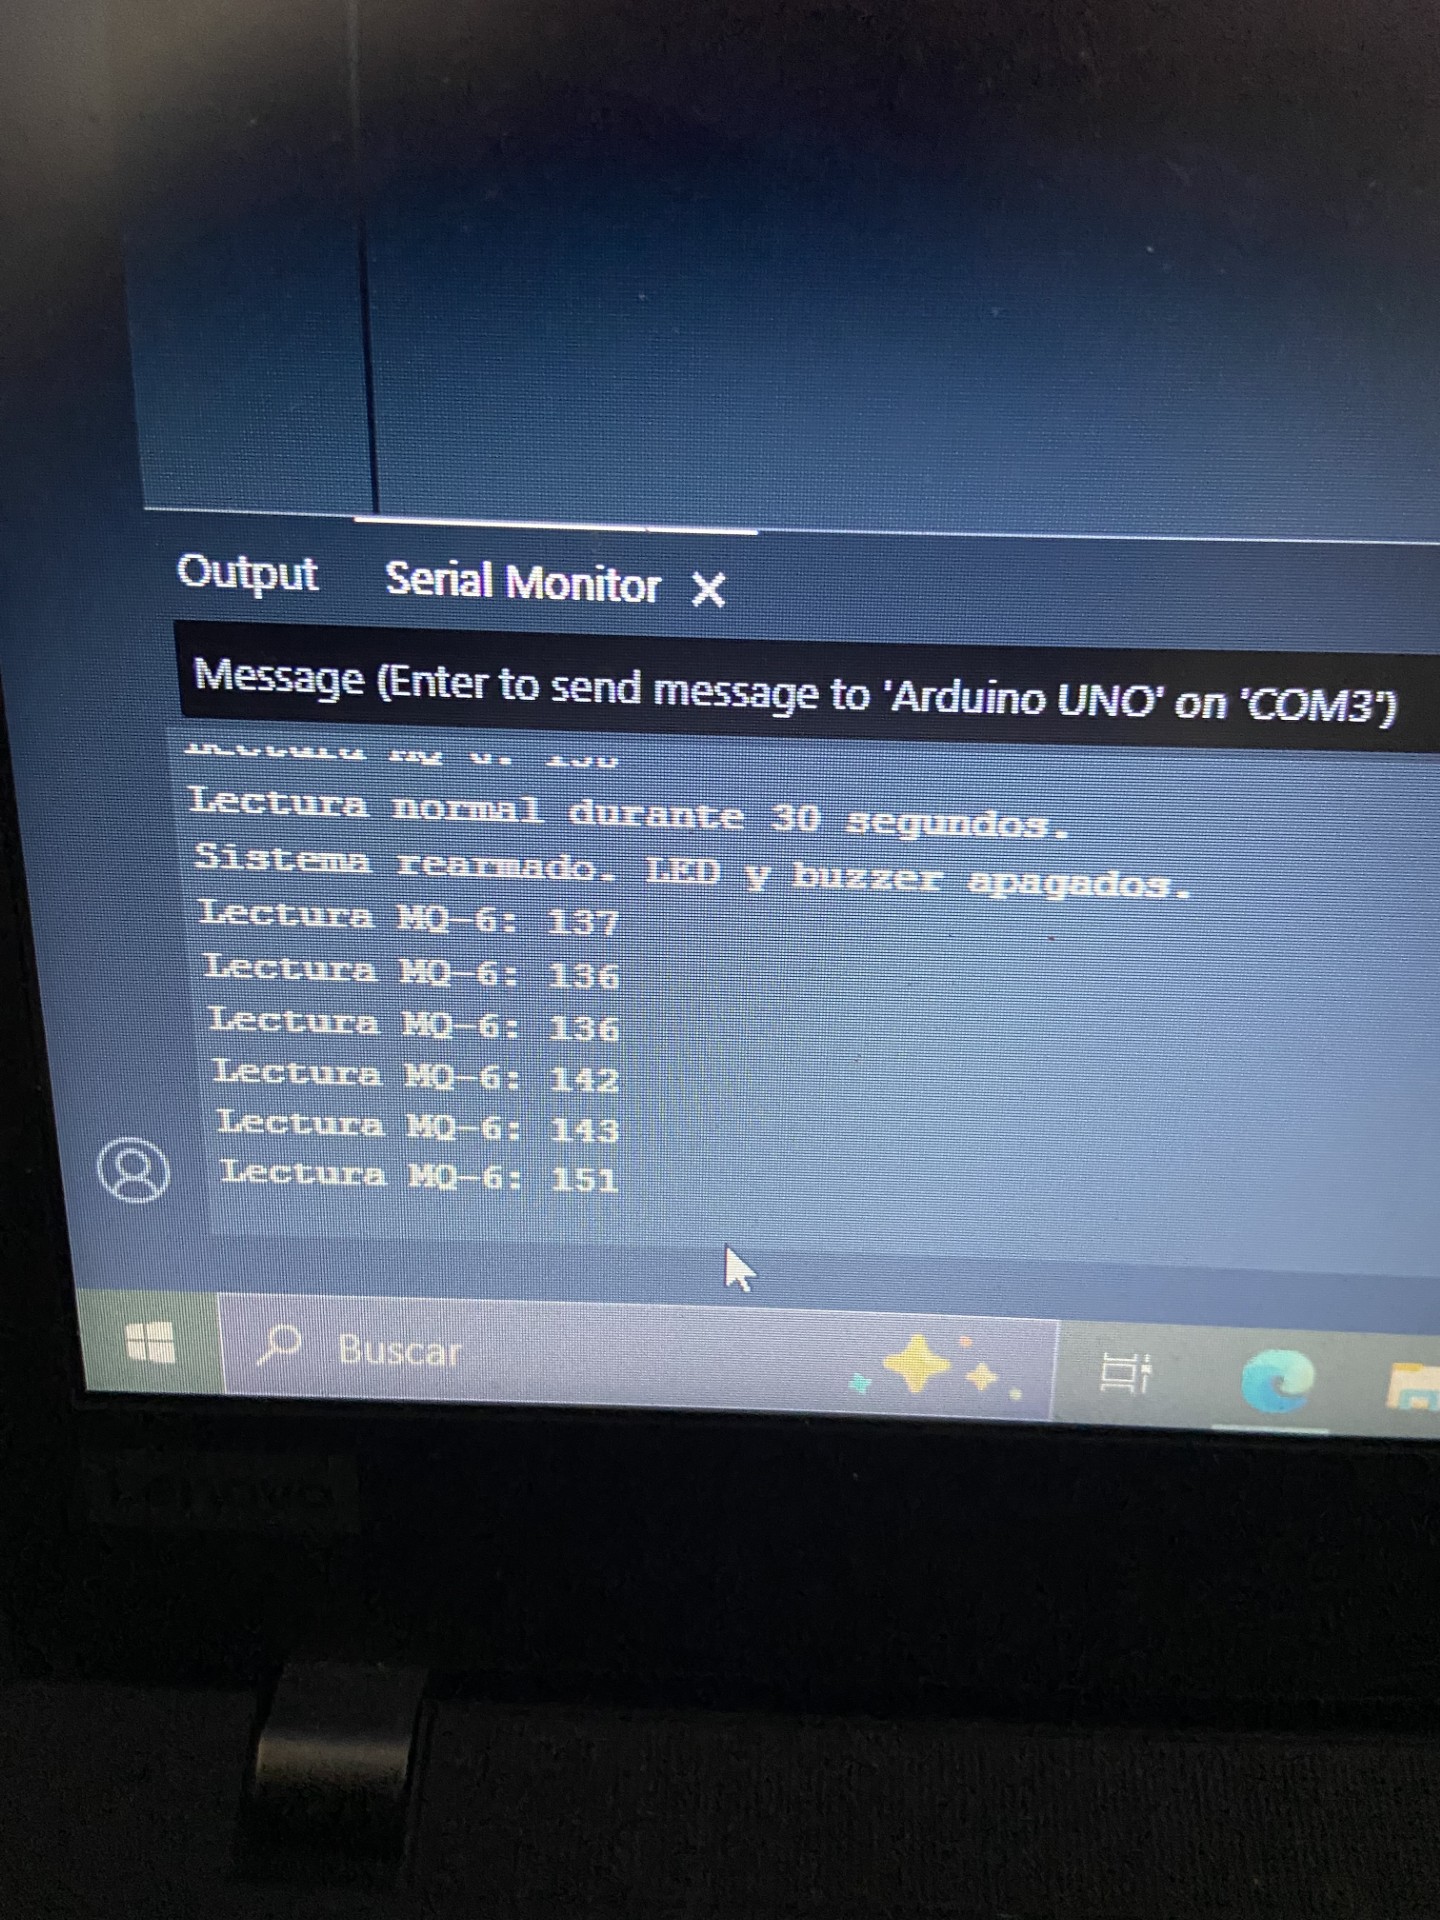 Output
Serial Monitor X
Message (Enter to send message to 'Arduino UNO' on 'COM3')
Lectura normal durante 30 segundos.
Sistema rearmado. LED y buzzer apagados.
Lectura MQ-6: 137
Lectura MQ-6: 136
Lectura MQ-6: 136
Lectura MQ-6: 142
Lectura MQ-6: 143
Lectura MQ-6: 151
Buscar
Lenovo